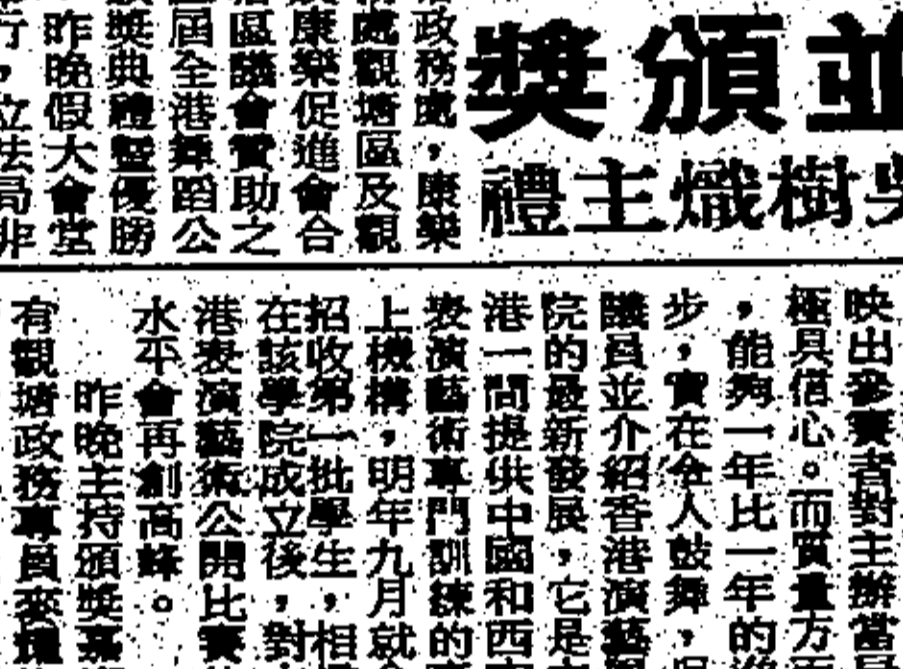 並頒獎
樹熾主禮
政務處,康樂
處觀塘區及觀
康樂促進會合
區議會贊助之
屆全港舞蹈公
獎典禮暨優勝
昨晚假大會堂
行,立法局非
映出參賽者對主辦當
極具信心。而質量方
,能夠一年比一年的
步,實在令人鼓舞,
議員並介紹香港演藝
院的最新發展,它是
港一間提供中國和西
表演藝術專門訓練的
上機構,明年九月就
招收第一批學生,相
在該學院成立後,對
港表演藝術公開比賽
水平會再創高峰。
昨晚主持頒獎嘉
有觀塘政務專員麥